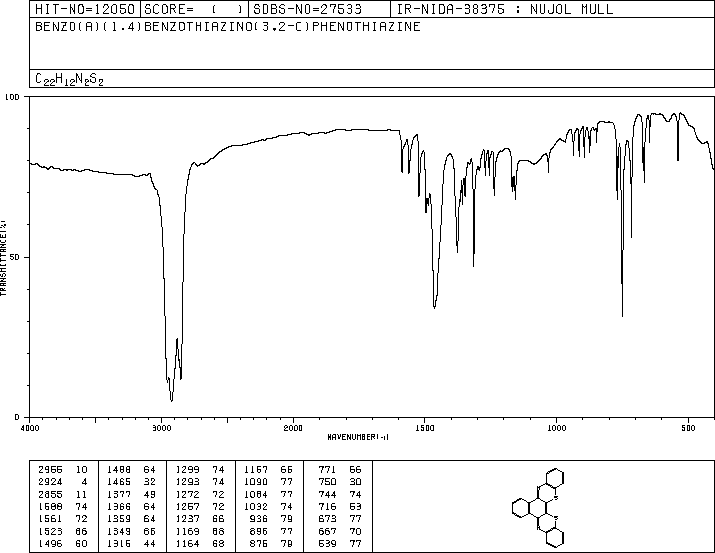 HIT-NO=12050 SCORE= ( ) SDBS-NO=27533 IR-NIDA-38375 : NUJOL MULL
BENZO(A)(1.4)BENZOTHIAZINO(3.2-C)PHENOTHIAZINE
C22H12N2S2
100
50
0
TRANSMITTANCE(%)
4000 3000 2000 1500 1000 500
WAVENUMBER(-1)
2955 10 1488 64 1299 74 1157 66 771 66
2924 4 1465 32 1293 74 1090 77 750 30
2855 11 1377 49 1272 72 1084 77 744 74
1588 74 1366 64 1257 72 1032 74 716 53
1561 72 1359 64 1237 66 936 79 673 77
1523 66 1349 66 1169 68 896 77 667 70
1496 60 1315 44 1164 68 876 79 539 77